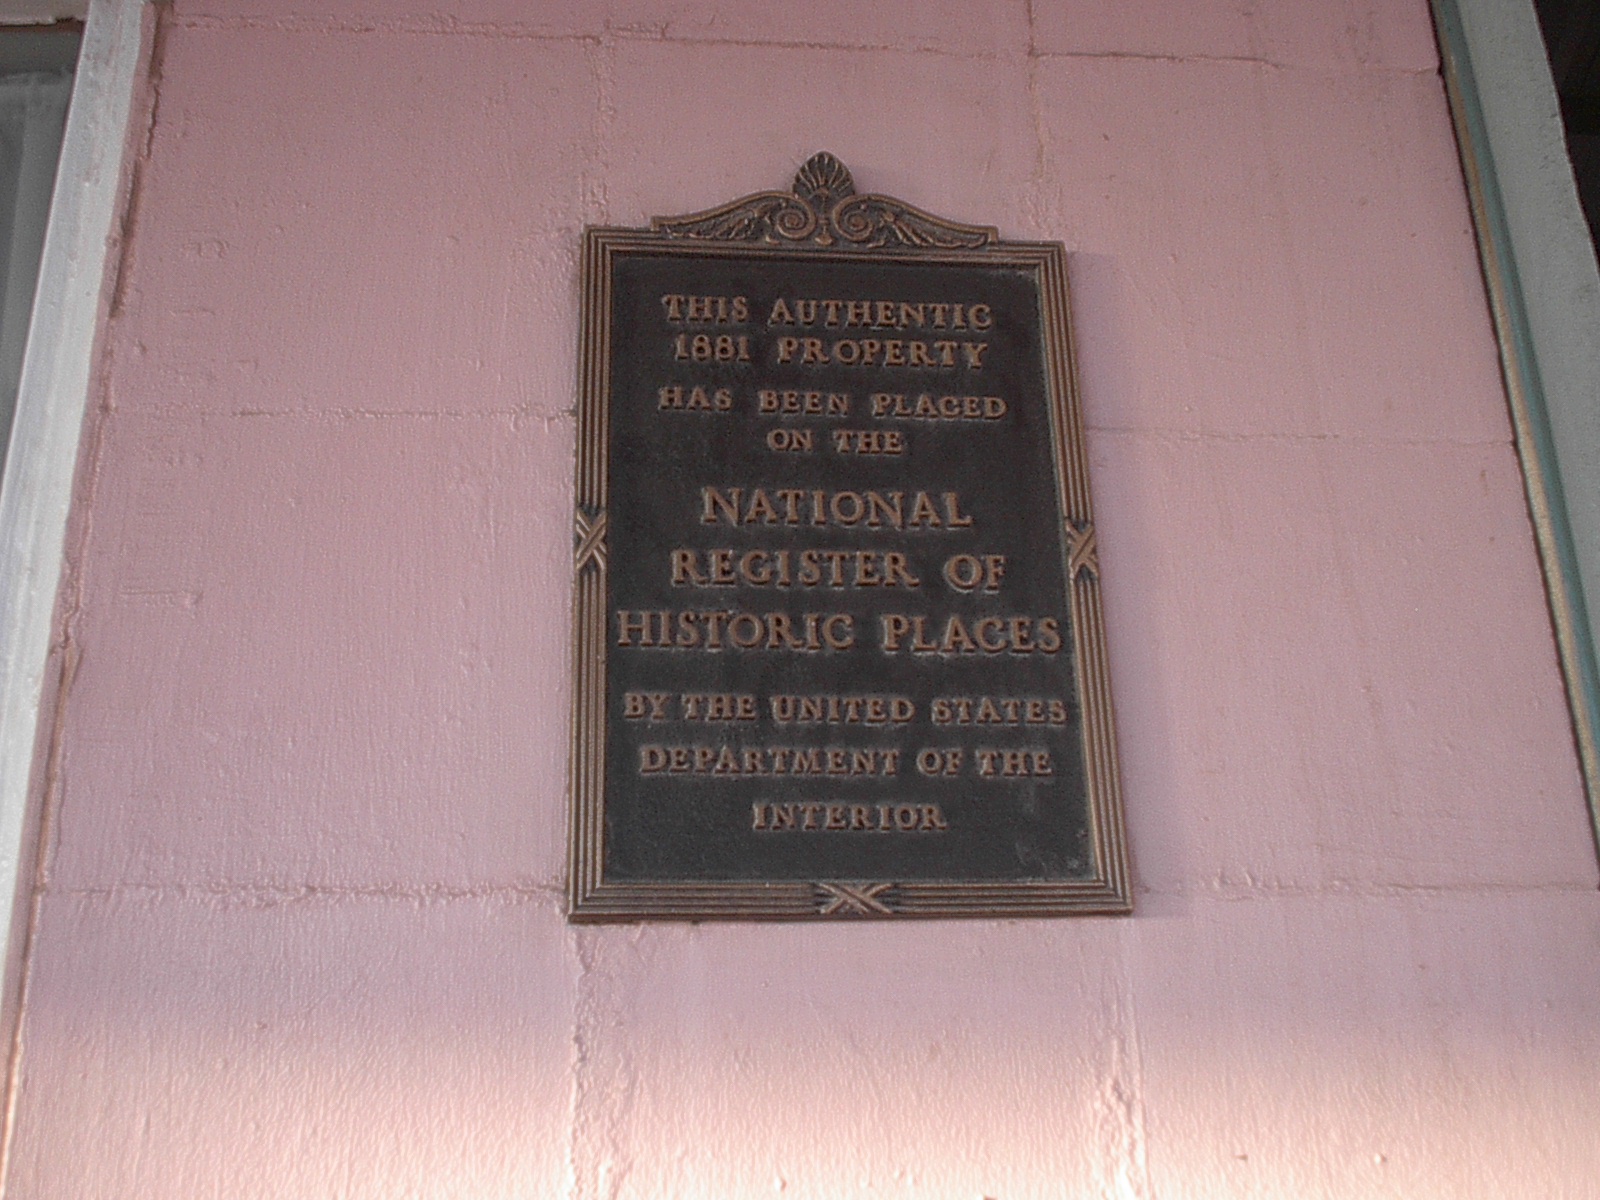 THIS AUTHENTIC
1881 PROPERTY
HAS BEEN PLACED
ON THE
NATIONAL
REGISTER OF
HISTORIC PLACES
BY THE UNITED STATES
DEPARTMENT OF THE
INTERIOR